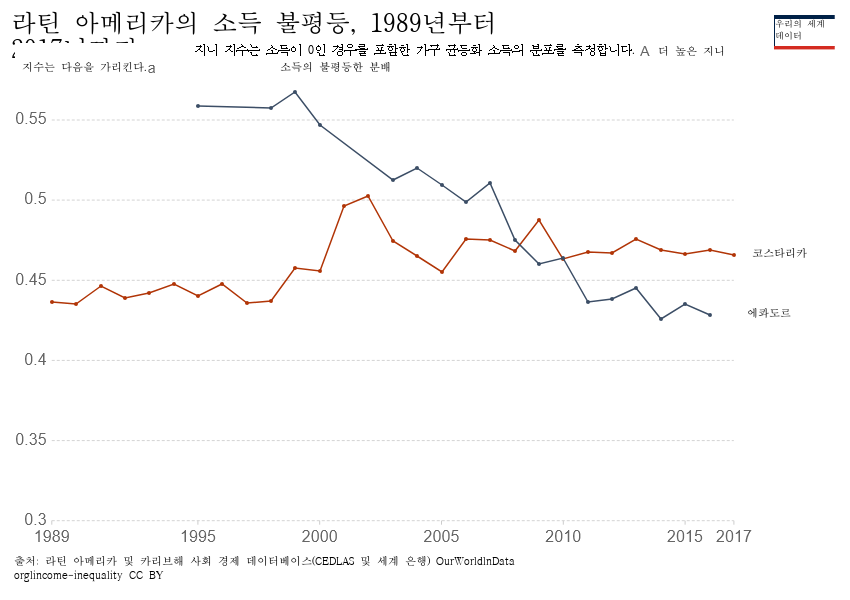 라틴 아메리카의 소득 불평등, 1989년부터
지니 지수는 소득이 0인 경우를 포함한 가구 균등화 소득의 분포를 측정합니다. A 더 높은 지니
지수는 다음을 가리킨다.a 소득의 불평등한 분배
우리의 세계
데이터
0.55
0.5
0.45
0.4
0.35
0.3
코스타리카
에콰도르
1989 1995 2000 2005 2010 2015 2017
출처: 라틴 아메리카 및 카리브해 사회 경제 데이터베이스(CEDLAS 및 세계 은행) OurWorldInData
orglincome-inequality CC BY